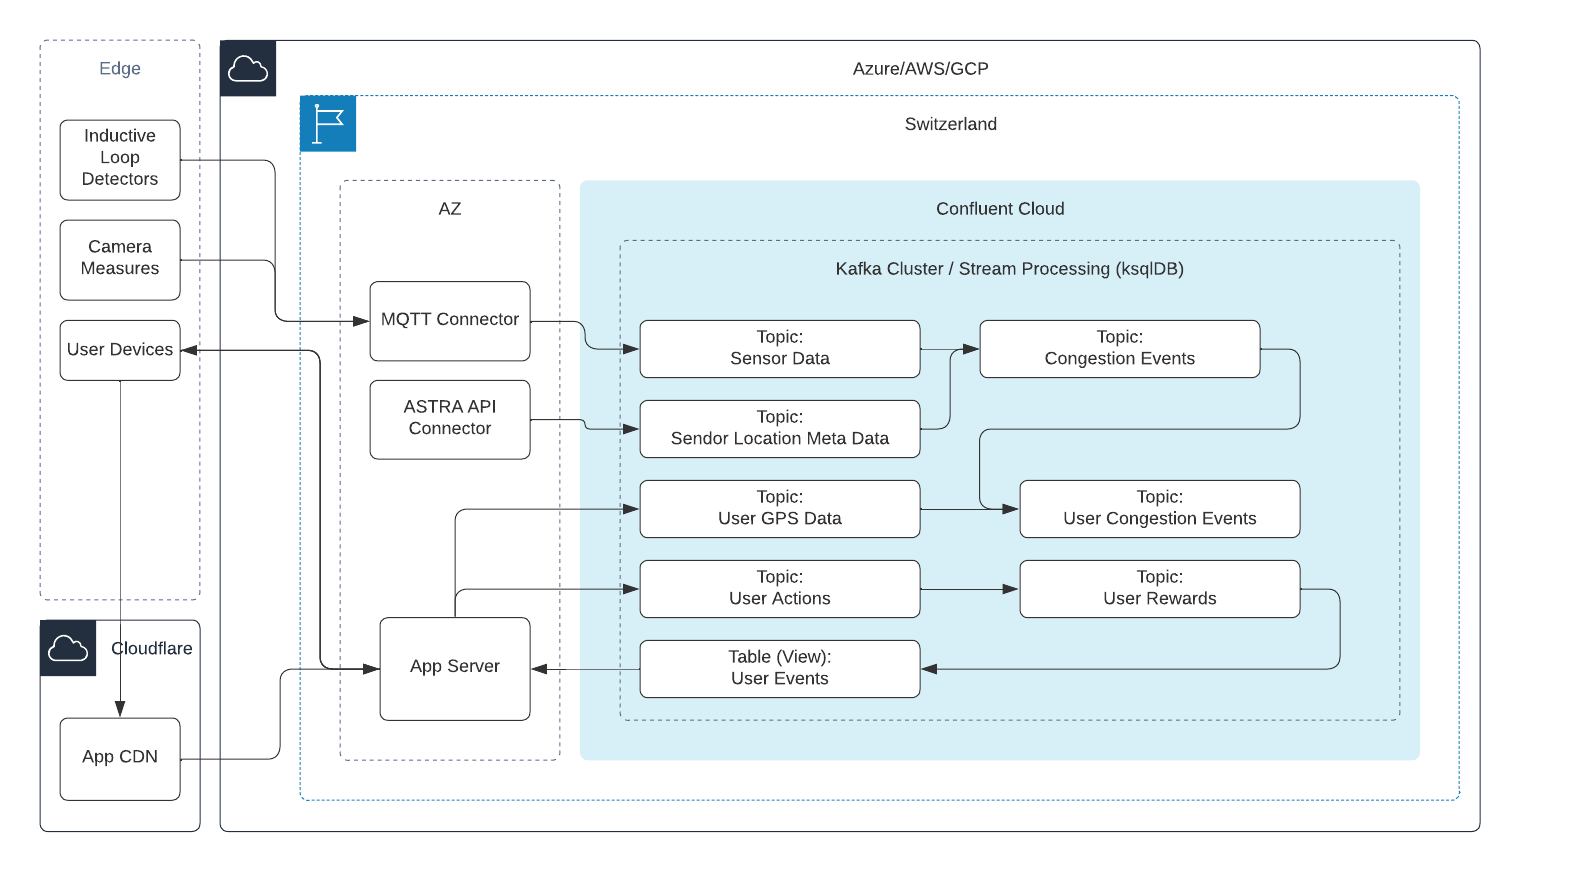 Edge
Inductive
Loop
Detectors
Camera
Measures
User Devices
Cloudflare
App CDN
Azure/AWS/GCP
Switzerland
AZ
MQTT Connector
ASTRA API
Connector
App Server
Confluent Cloud
Kafka Cluster / Stream Processing (ksqlDB)
Topic:
Sensor Data
Topic:
Congestion Events
Topic:
Sendor Location Meta Data
Topic:
User GPS Data
Topic:
User Congestion Events
Topic:
User Actions
Topic:
User Rewards
Table (View):
User Events